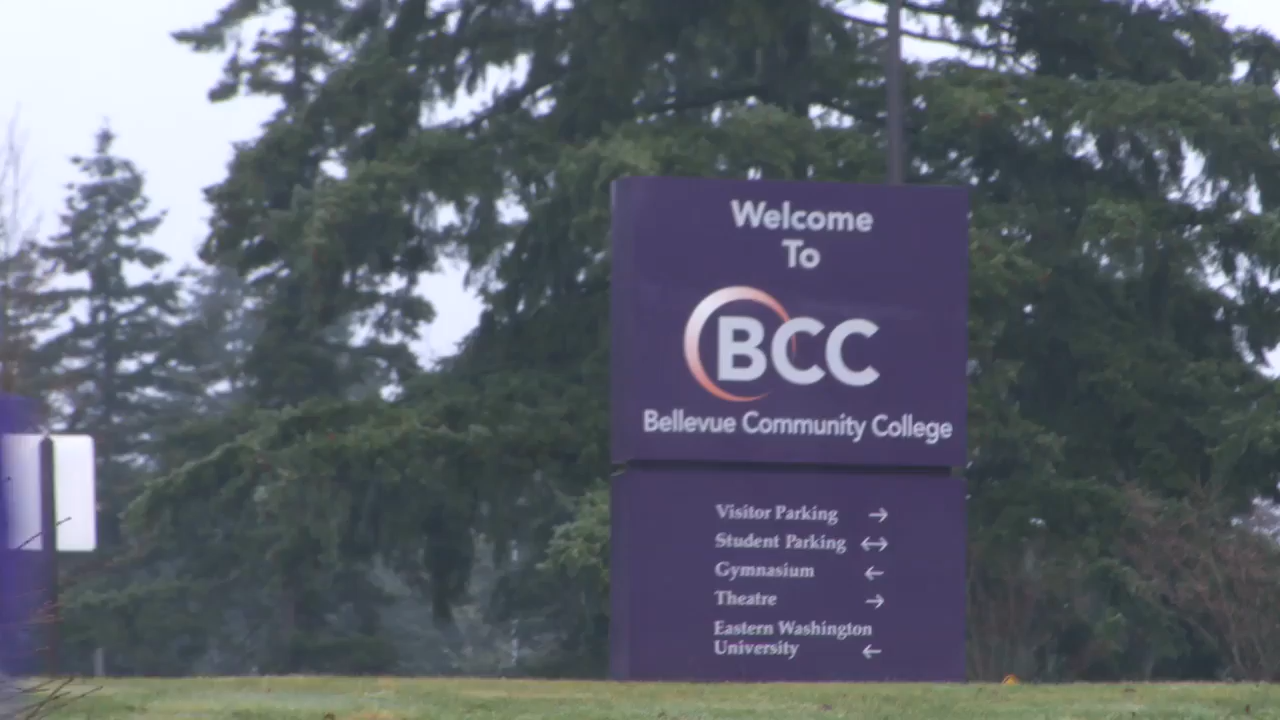 Welcome
To
BCC
Bellevue Community College
Visitor Parking →
Student Parking ↔
Gymnasium ←
Theatre →
Eastern Washington
University ←